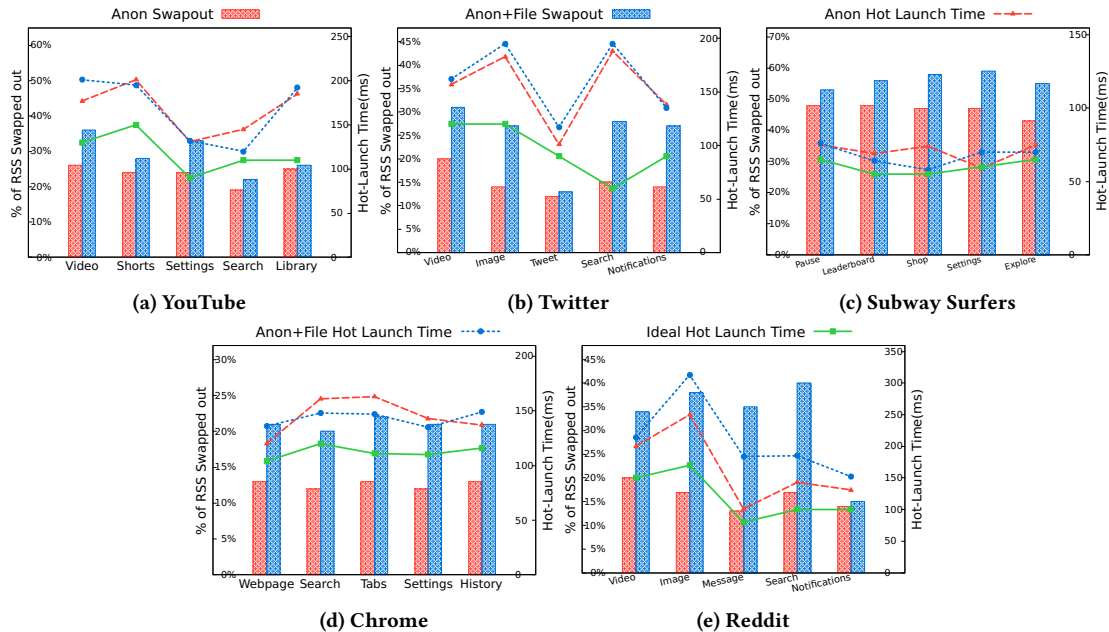 Anon Swapout
Anon+File Swapout
Anon Hot Launch Time
% of RSS Swapped out
60%
50%
40%
30%
20%
10%
0%
250
200
150
100
50
0
Hot-Launch Time(ms)
Video Shorts Settings Search Library
(a) YouTube
% of RSS Swapped out
45%
40%
35%
30%
25%
20%
15%
10%
5%
0%
200
150
100
50
0
Hot-Launch Time(ms)
Video Image Tweet Search Notifications
(b) Twitter
% of RSS Swapped out
70%
60%
50%
40%
30%
20%
10%
0%
150
100
50
0
Hot-Launch Time(ms)
Pause Leaderboard Shop Settings Explore
(c) Subway Surfers
Anon+File Hot Launch Time
Ideal Hot Launch Time
% of RSS Swapped out
30%
25%
20%
15%
10%
5%
0%
200
150
100
50
0
Hot-Launch Time(ms)
Webpage Search Tabs Settings History
(d) Chrome
% of RSS Swapped out
45%
40%
35%
30%
25%
20%
15%
10%
5%
0%
350
300
250
200
150
100
50
0
Hot-Launch Time(ms)
Video Image Message Search Notifications
(e) Reddit